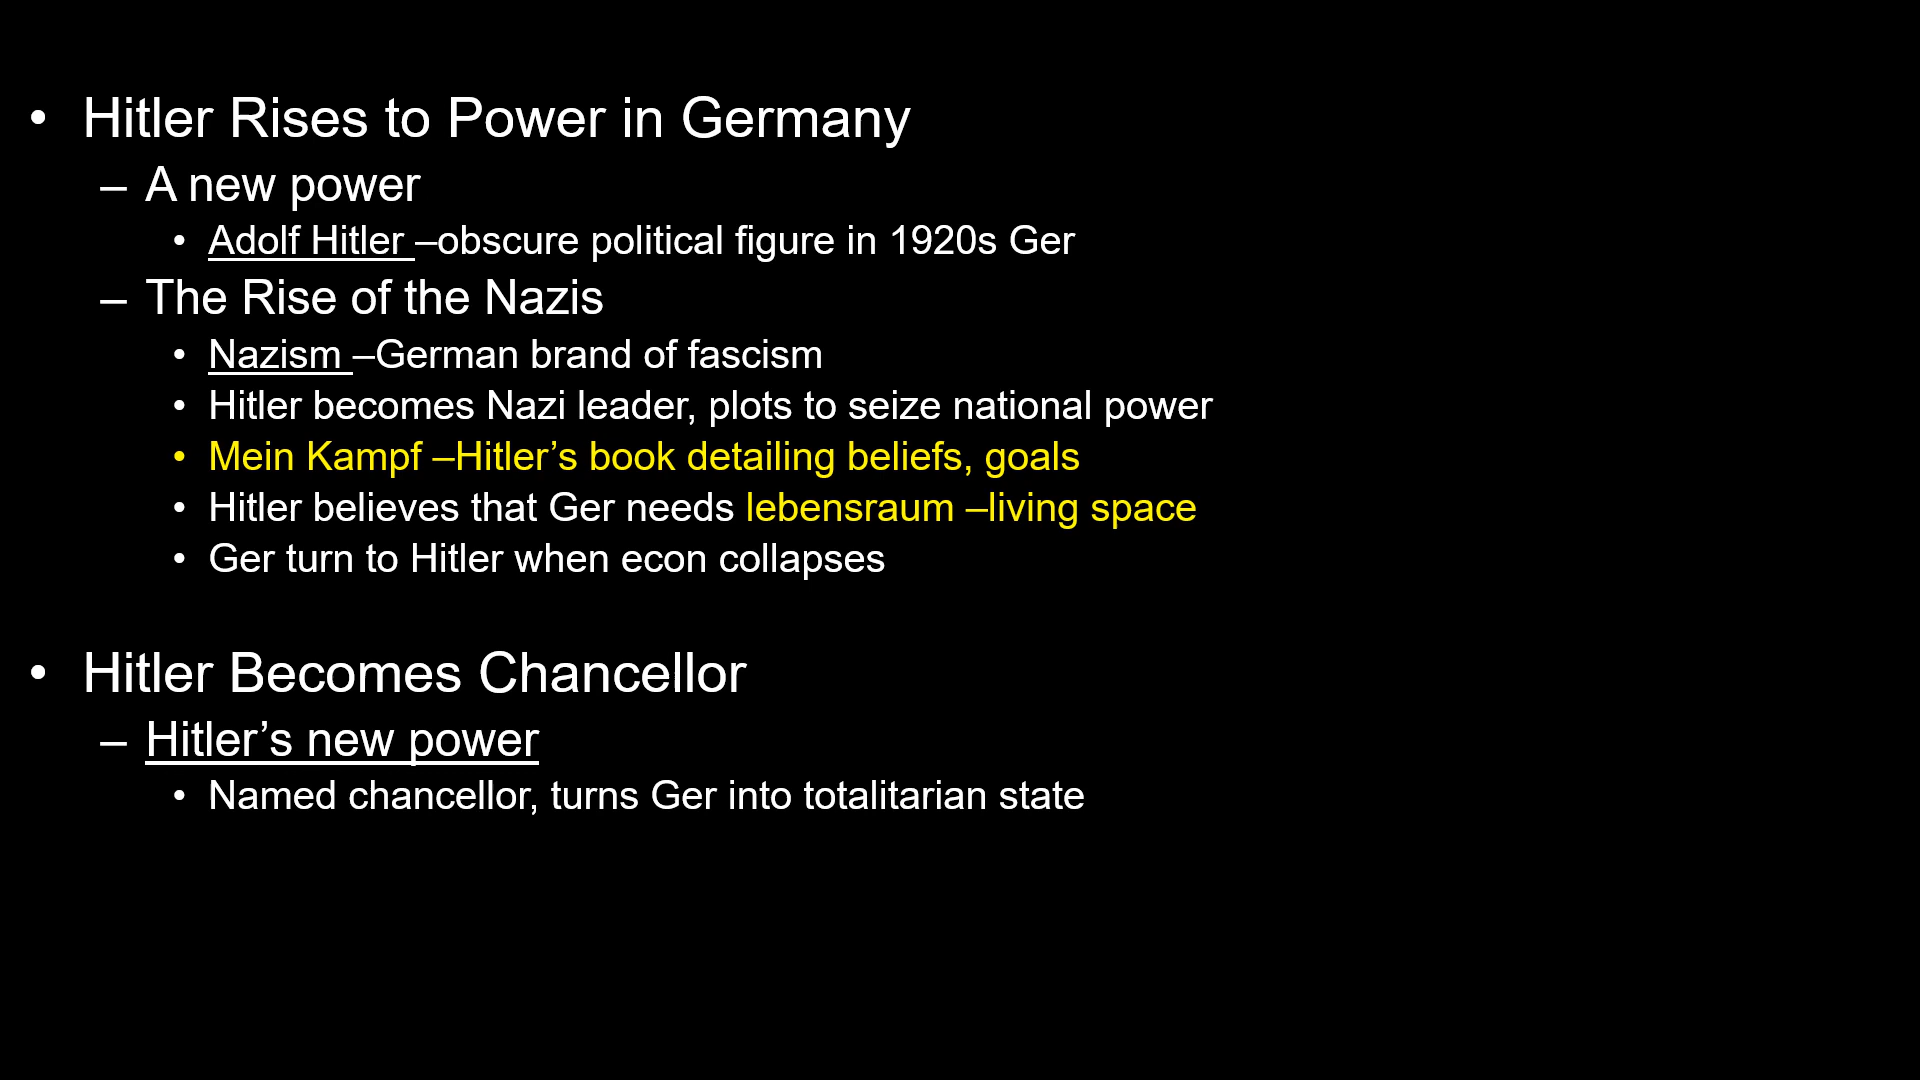 • Hitler Rises to Power in Germany
– A new power
• Adolf Hitler –obscure political figure in 1920s Ger
– The Rise of the Nazis
• Nazism –German brand of fascism
• Hitler becomes Nazi leader, plots to seize national power
• Mein Kampf –Hitler’s book detailing beliefs, goals
• Hitler believes that Ger needs lebensraum –living space
• Ger turn to Hitler when econ collapses
• Hitler Becomes Chancellor
– Hitler’s new power
• Named chancellor, turns Ger into totalitarian state